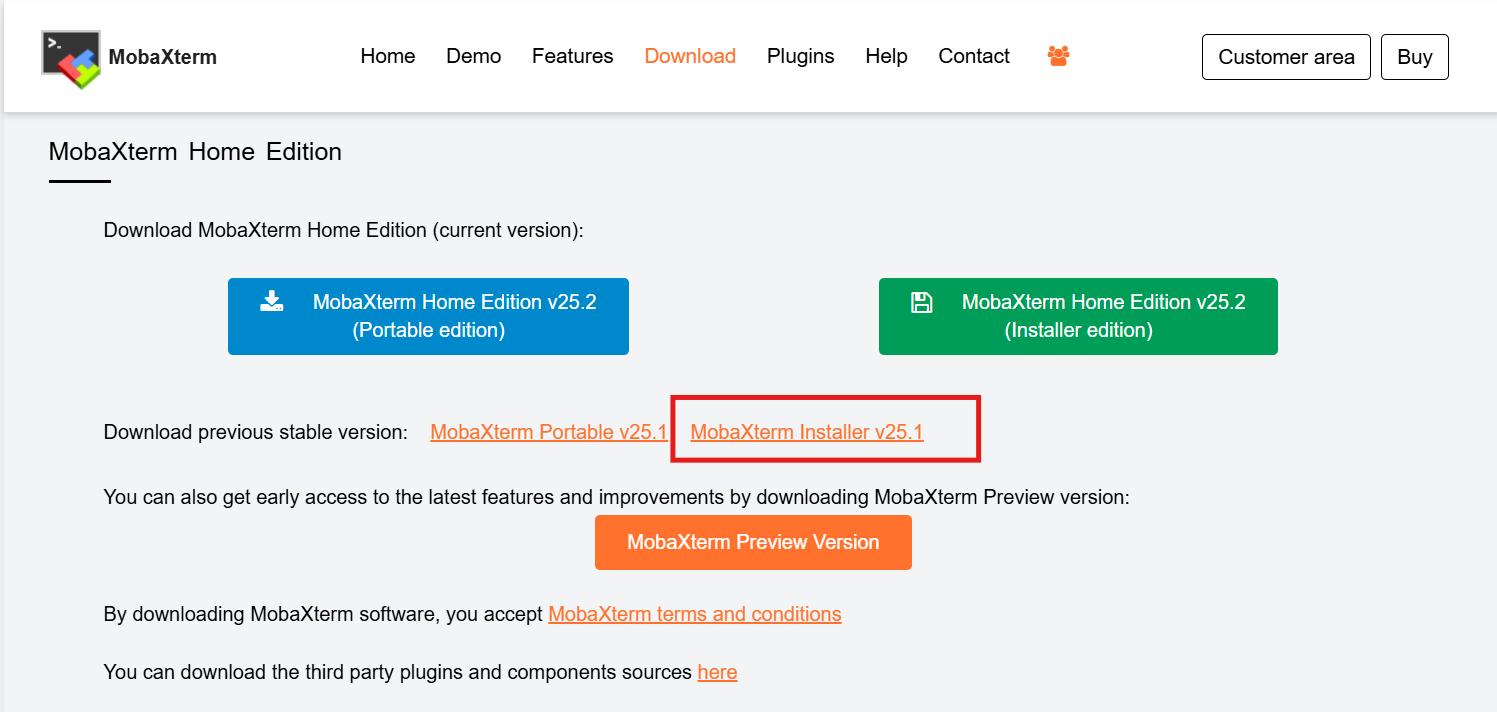 >_ MobaXterm Home Demo Features Download Plugins Help Contact Customer area Buy
MobaXterm Home Edition
Download MobaXterm Home Edition (current version):
MobaXterm Home Edition v25.2
(Portable edition)
MobaXterm Home Edition v25.2
(Installer edition)
Download previous stable version: MobaXterm Portable v25.1 MobaXterm Installer v25.1
You can also get early access to the latest features and improvements by downloading MobaXterm Preview version:
MobaXterm Preview Version
By downloading MobaXterm software, you accept MobaXterm terms and conditions
You can download the third party plugins and components sources here